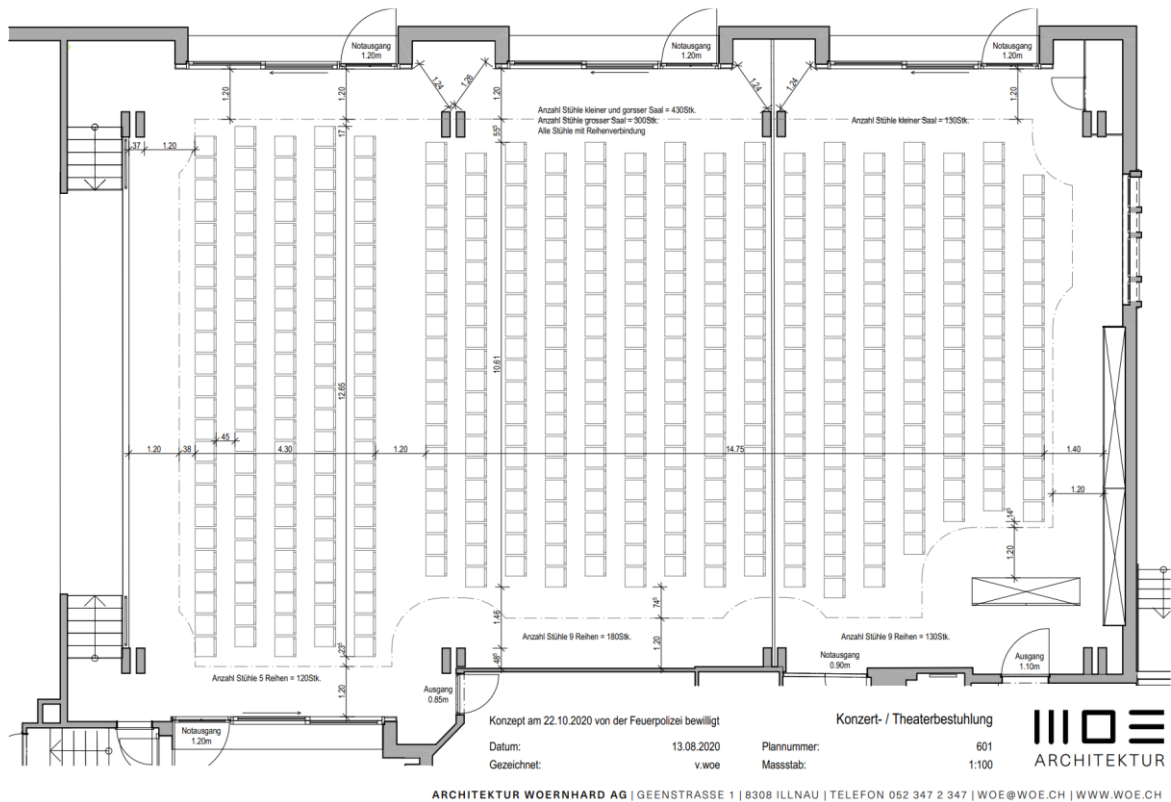 Notausgang
1.20m
Notausgang
1.20m
Notausgang
1.20m
1.20
1.20
1.24
1.26
1.20
1.24
1.24
1.20
Anzahl Stühle kleiner und gorsser Saal = 430Stk.
Anzahl Stühle grosser Saal = 300Stk.
Alle Stühle mit Reihenverbindung
Anzahl Stühle kleiner Saal = 130Stk.
17
55⁵
37
1.20
12.65
10.61
45
1.20
38
4.30
1.20
14.75
1.40
1.20
14⁵
1.20
74⁵
1.46
1.20
48⁵
23⁵
1.20
Anzahl Stühle 9 Reihen = 180Stk.
Anzahl Stühle 9 Reihen = 130Stk.
Anzahl Stühle 5 Reihen = 120Stk.
Notausgang
0.90m
Ausgang
1.10m
Ausgang
0.85m
Notausgang
1.20m
Konzept am 22.10.2020 von der Feuerpolizei bewilligt
Konzert- / Theaterbestuhlung
Datum: 13.08.2020 Plannummer: 601
Gezeichnet: v.woe Massstab: 1:100
WOE
ARCHITEKTUR
ARCHITEKTUR WOERNHARD AG | GEENSTRASSE 1 | 8308 ILLNAU | TELEFON 052 347 2 347 | WOE@WOE.CH | WWW.WOE.CH